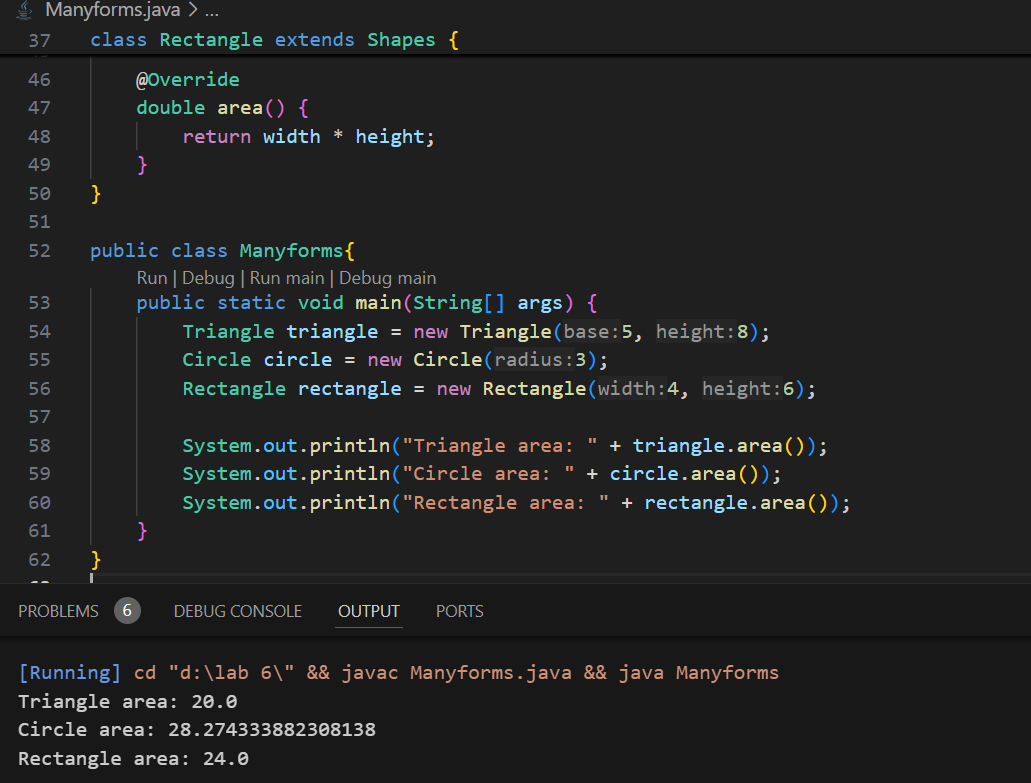 Manyforms.java > ...
37 class Rectangle extends Shapes {
46 @Override
47 double area() {
48 return width * height;
49 }
50 }
51
52 public class Manyforms{
Run | Debug | Run main | Debug main
53 public static void main(String[] args) {
54 Triangle triangle = new Triangle(base:5, height:8);
55 Circle circle = new Circle(radius:3);
56 Rectangle rectangle = new Rectangle(width:4, height:6);
57
58 System.out.println("Triangle area: " + triangle.area());
59 System.out.println("Circle area: " + circle.area());
60 System.out.println("Rectangle area: " + rectangle.area());
61 }
62 }
PROBLEMS 6 DEBUG CONSOLE OUTPUT PORTS
[Running] cd "d:\lab 6\" && javac Manyforms.java && java Manyforms
Triangle area: 20.0
Circle area: 28.274333882308138
Rectangle area: 24.0